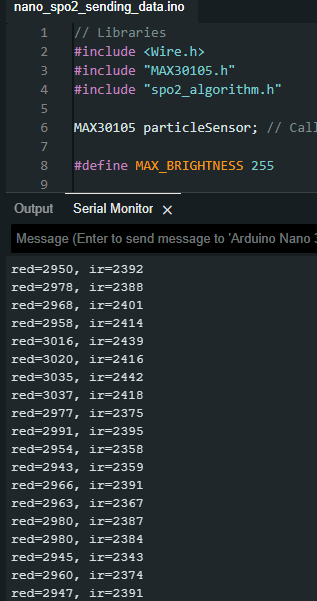 nano_spo2_sending_data.ino
1 // Libraries
2 #include <Wire.h>
3 #include "MAX30105.h"
4 #include "spo2_algorithm.h"
5
6 MAX30105 particleSensor; // Cal
7
8 #define MAX_BRIGHTNESS 255
9
Output Serial Monitor ×
Message (Enter to send message to 'Arduino Nano 3
red=2950, ir=2392
red=2978, ir=2388
red=2968, ir=2401
red=2958, ir=2414
red=3016, ir=2439
red=3020, ir=2416
red=3035, ir=2442
red=3037, ir=2418
red=2977, ir=2375
red=2991, ir=2395
red=2954, ir=2358
red=2943, ir=2359
red=2966, ir=2391
red=2963, ir=2367
red=2980, ir=2387
red=2980, ir=2384
red=2945, ir=2343
red=2960, ir=2374
red=2947, ir=2391